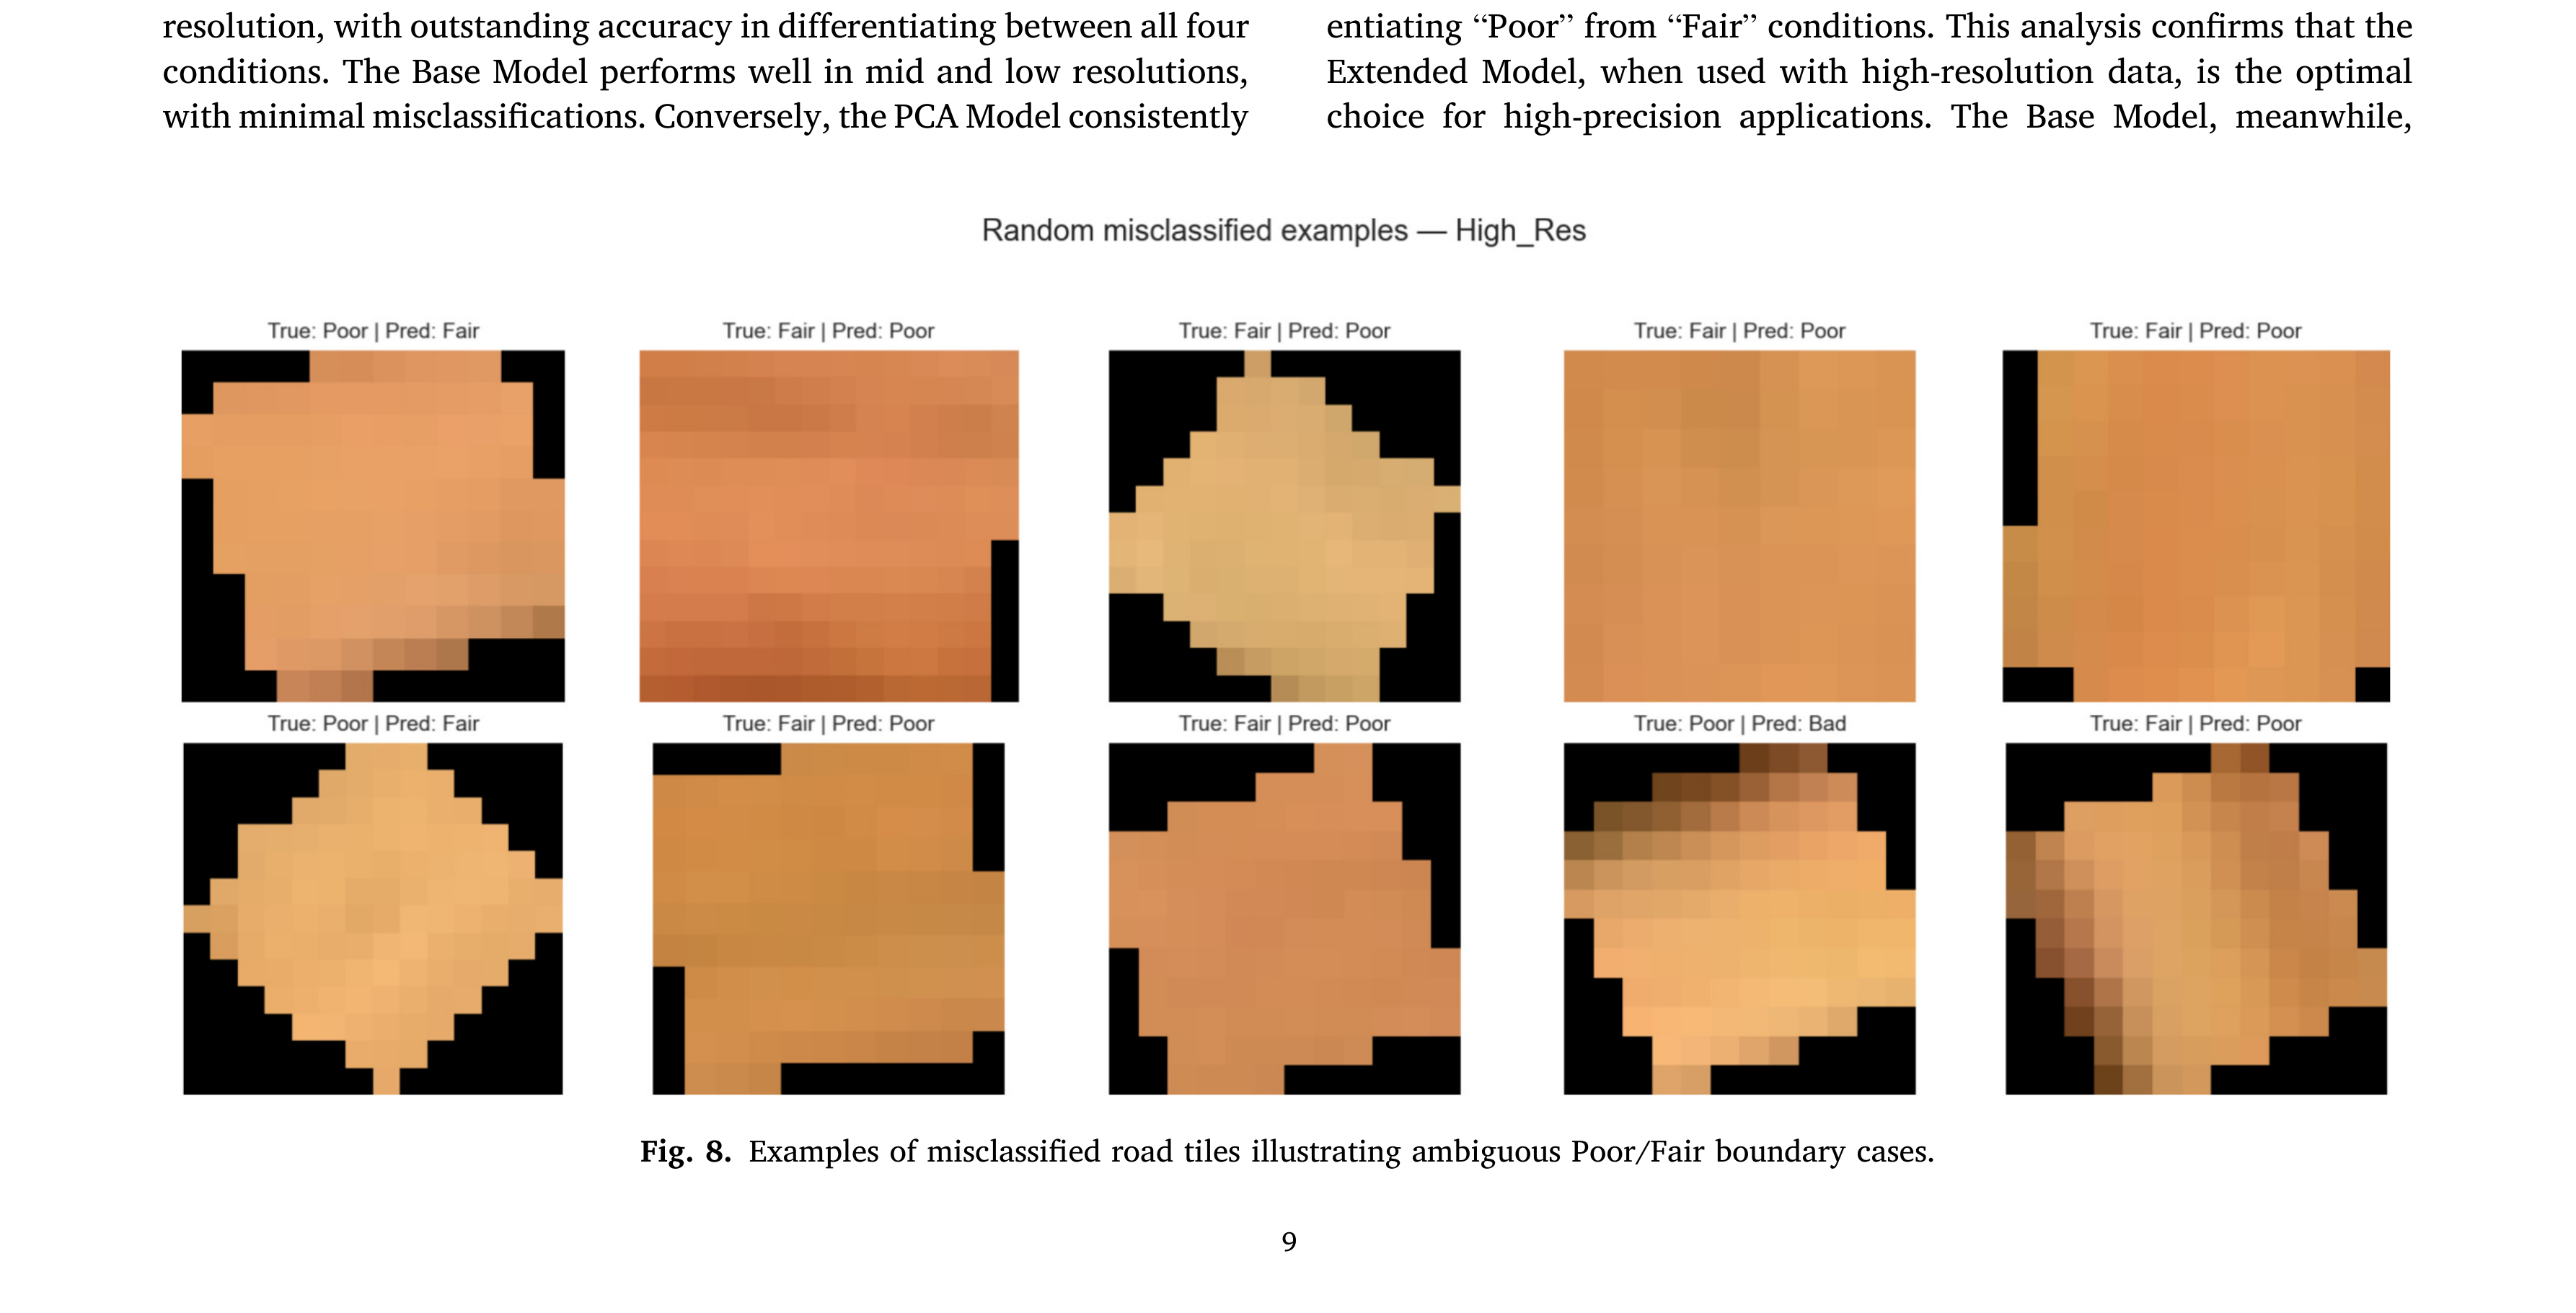 resolution, with outstanding accuracy in differentiating between all four
conditions. The Base Model performs well in mid and low resolutions,
with minimal misclassifications. Conversely, the PCA Model consistently
entiating “Poor” from “Fair” conditions. This analysis confirms that the
Extended Model, when used with high-resolution data, is the optimal
choice for high-precision applications. The Base Model, meanwhile,
Random misclassified examples — High_Res
True: Poor | Pred: Fair
True: Fair | Pred: Poor
True: Fair | Pred: Poor
True: Fair | Pred: Poor
True: Fair | Pred: Poor
True: Poor | Pred: Fair
True: Fair | Pred: Poor
True: Fair | Pred: Poor
True: Poor | Pred: Bad
True: Fair | Pred: Poor
Fig. 8. Examples of misclassified road tiles illustrating ambiguous Poor/Fair boundary cases.
9